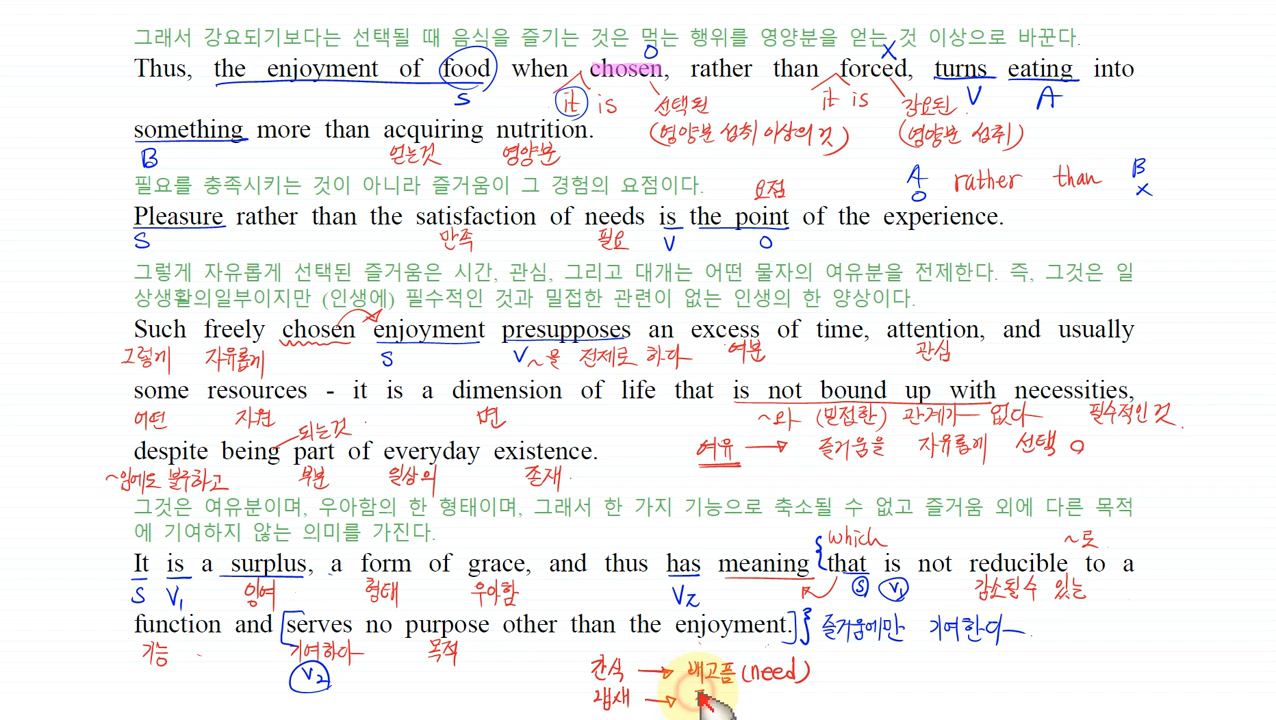 그래서 강요되기보다는 선택될 때 음식을 즐기는 것은 먹는 행위를 영양분을 얻는 것 이상으로 바꾼다.
O X
Thus, the enjoyment of food when chosen, rather than forced, turns eating into
S it is 선택된 it is 강요된 V A
(영양분 섭취 이상의 것) (영양분 섭취)
something more than acquiring nutrition.
B 얻는것 영양분
필요를 충족시키는 것이 아니라 즐거움이 그 경험의 요점이다.
요점 A rather than B
O X
Pleasure rather than the satisfaction of needs is the point of the experience.
S 만족 필요 V O
그렇게 자유롭게 선택된 즐거움은 시간, 관심, 그리고 대개는 어떤 물자의 여유분을 전제한다. 즉, 그것은 일
상생활의일부이지만 (인생에) 필수적인 것과 밀접한 관련이 없는 인생의 한 양상이다.
Such freely chosen enjoyment presupposes an excess of time, attention, and usually
그렇게 자유롭게 S V ~을 전제로 하다 여분 관심
some resources - it is a dimension of life that is not bound up with necessities,
어떤 자원 면 ~와 (밀접한) 관계가 없다 필수적인 것
되는것
despite being part of everyday existence.
여유 → 즐거움을 자유롭게 선택 O
~임에도 불구하고 부분 일상의 존재
그것은 여유분이며, 우아함의 한 형태이며, 그래서 한 가지 기능으로 축소될 수 없고 즐거움 외에 다른 목적
에 기여하지 않는 의미를 가진다.
which ~로
It is a surplus, a form of grace, and thus has meaning that is not reducible to a
S V1 잉여 형태 우아함 V2 S V1 감소될 수 있는
function and serves no purpose other than the enjoyment.
즐거움에만 기여한다
기능 기여하다 목적
V2
간식 → 배고픔 (need)
냅새 →